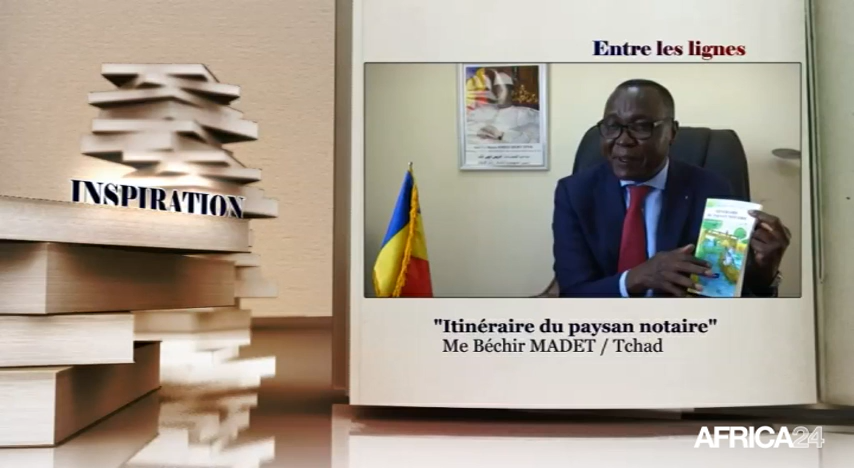 Entre les lignes
INSPIRATION
"Itinéraire du paysan notaire"
Me Béchir MADET / Tchad
AFRICA24